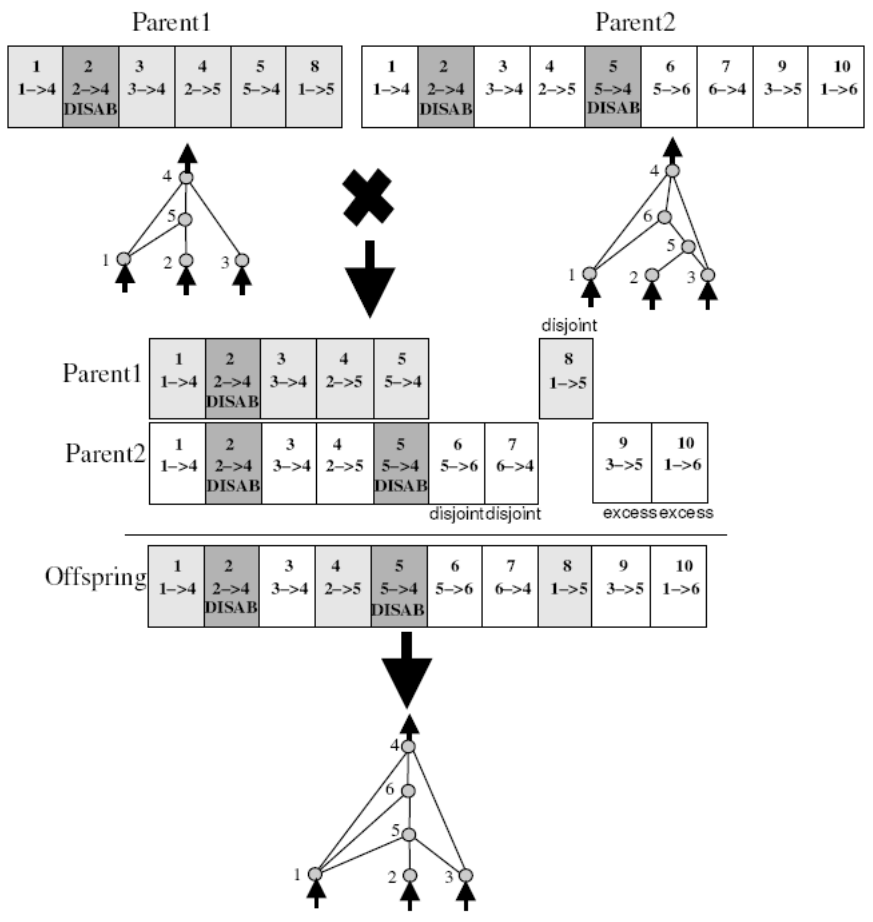 Parent1 Parent2
1 2 3 4 5 8 1 2 3 4 5 6 7 9 10
1–>4 2–>4 3–>4 2–>5 5–>4 1–>5 1–>4 2–>4 3–>4 2–>5 5–>4 5–>6 6–>4 3–>5 1–>6
DISAB DISAB DISAB
4 4
5 6
5
1 2 3 1 2 3
disjoint
Parent1 1 2 3 4 5 8
1–>4 2–>4 3–>4 2–>5 5–>4 1–>5
DISAB
Parent2 1 2 3 4 5 6 7 9 10
1–>4 2–>4 3–>4 2–>5 5–>4 5–>6 6–>4 3–>5 1–>6
DISAB DISAB
disjoint disjoint excess excess
Offspring 1 2 3 4 5 6 7 8 9 10
1–>4 2–>4 3–>4 2–>5 5–>4 5–>6 6–>4 1–>5 3–>5 1–>6
DISAB DISAB
4
6
5
1 2 3